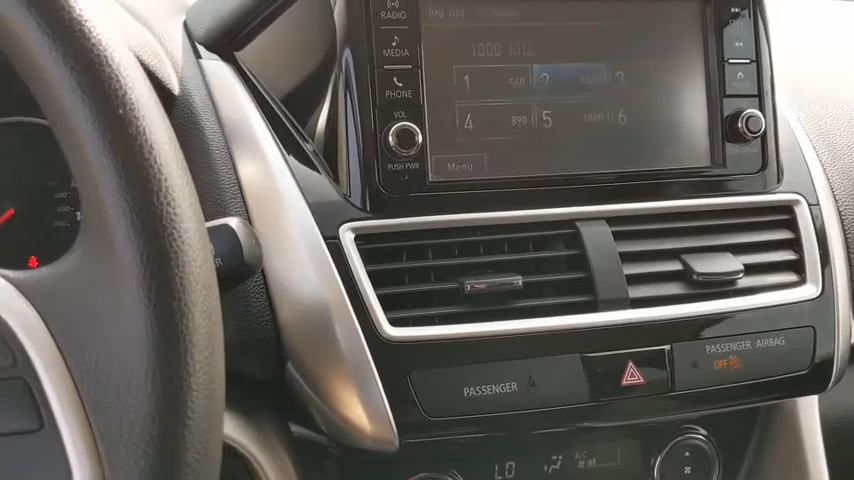 RADIO
AM
MEDIA
1000 KHz
PHONE
1 560 2 1000 3
VOL
4 890 5 1080 6
PUSH PWR
Menu
PASSENGER AIRBAG
OFF
PASSENGER
LO
A/C